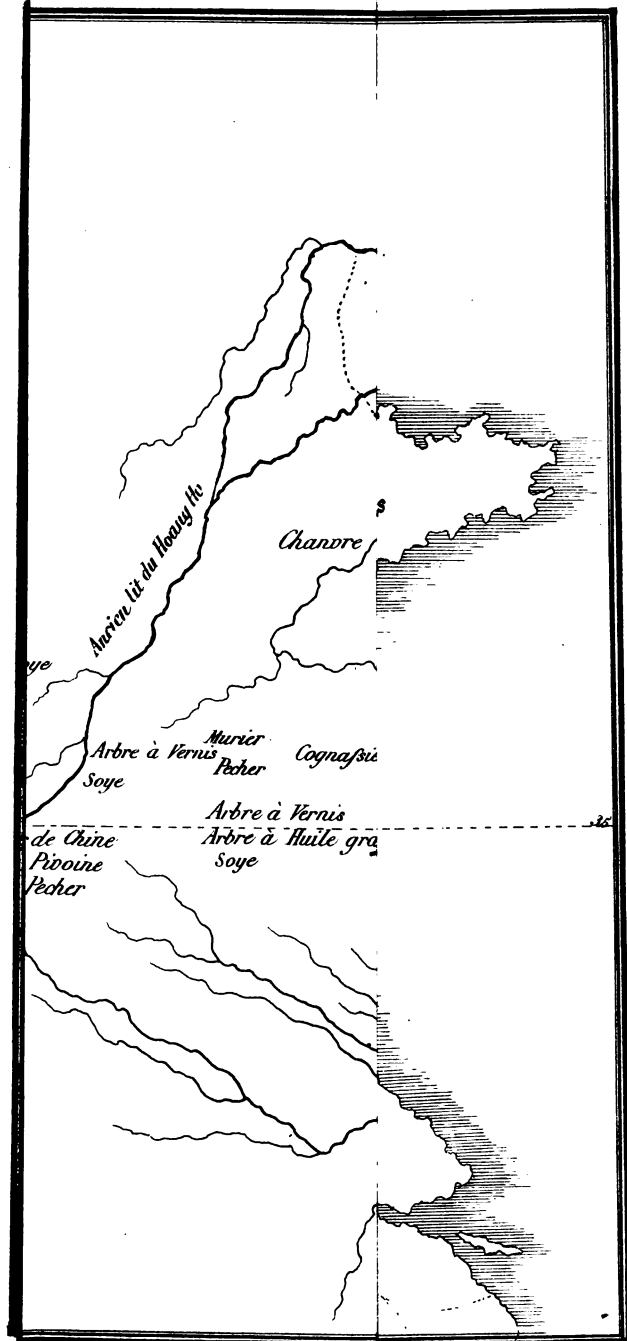 Ancien lit du Hoang Ho
Chanvre
Arbre à Vernis
Soye
Murier
Pecher
Cognaſsie
Arbre à Vernis
35
de Chine
Pivoine
Pecher
Arbre à Huile gra
Soye